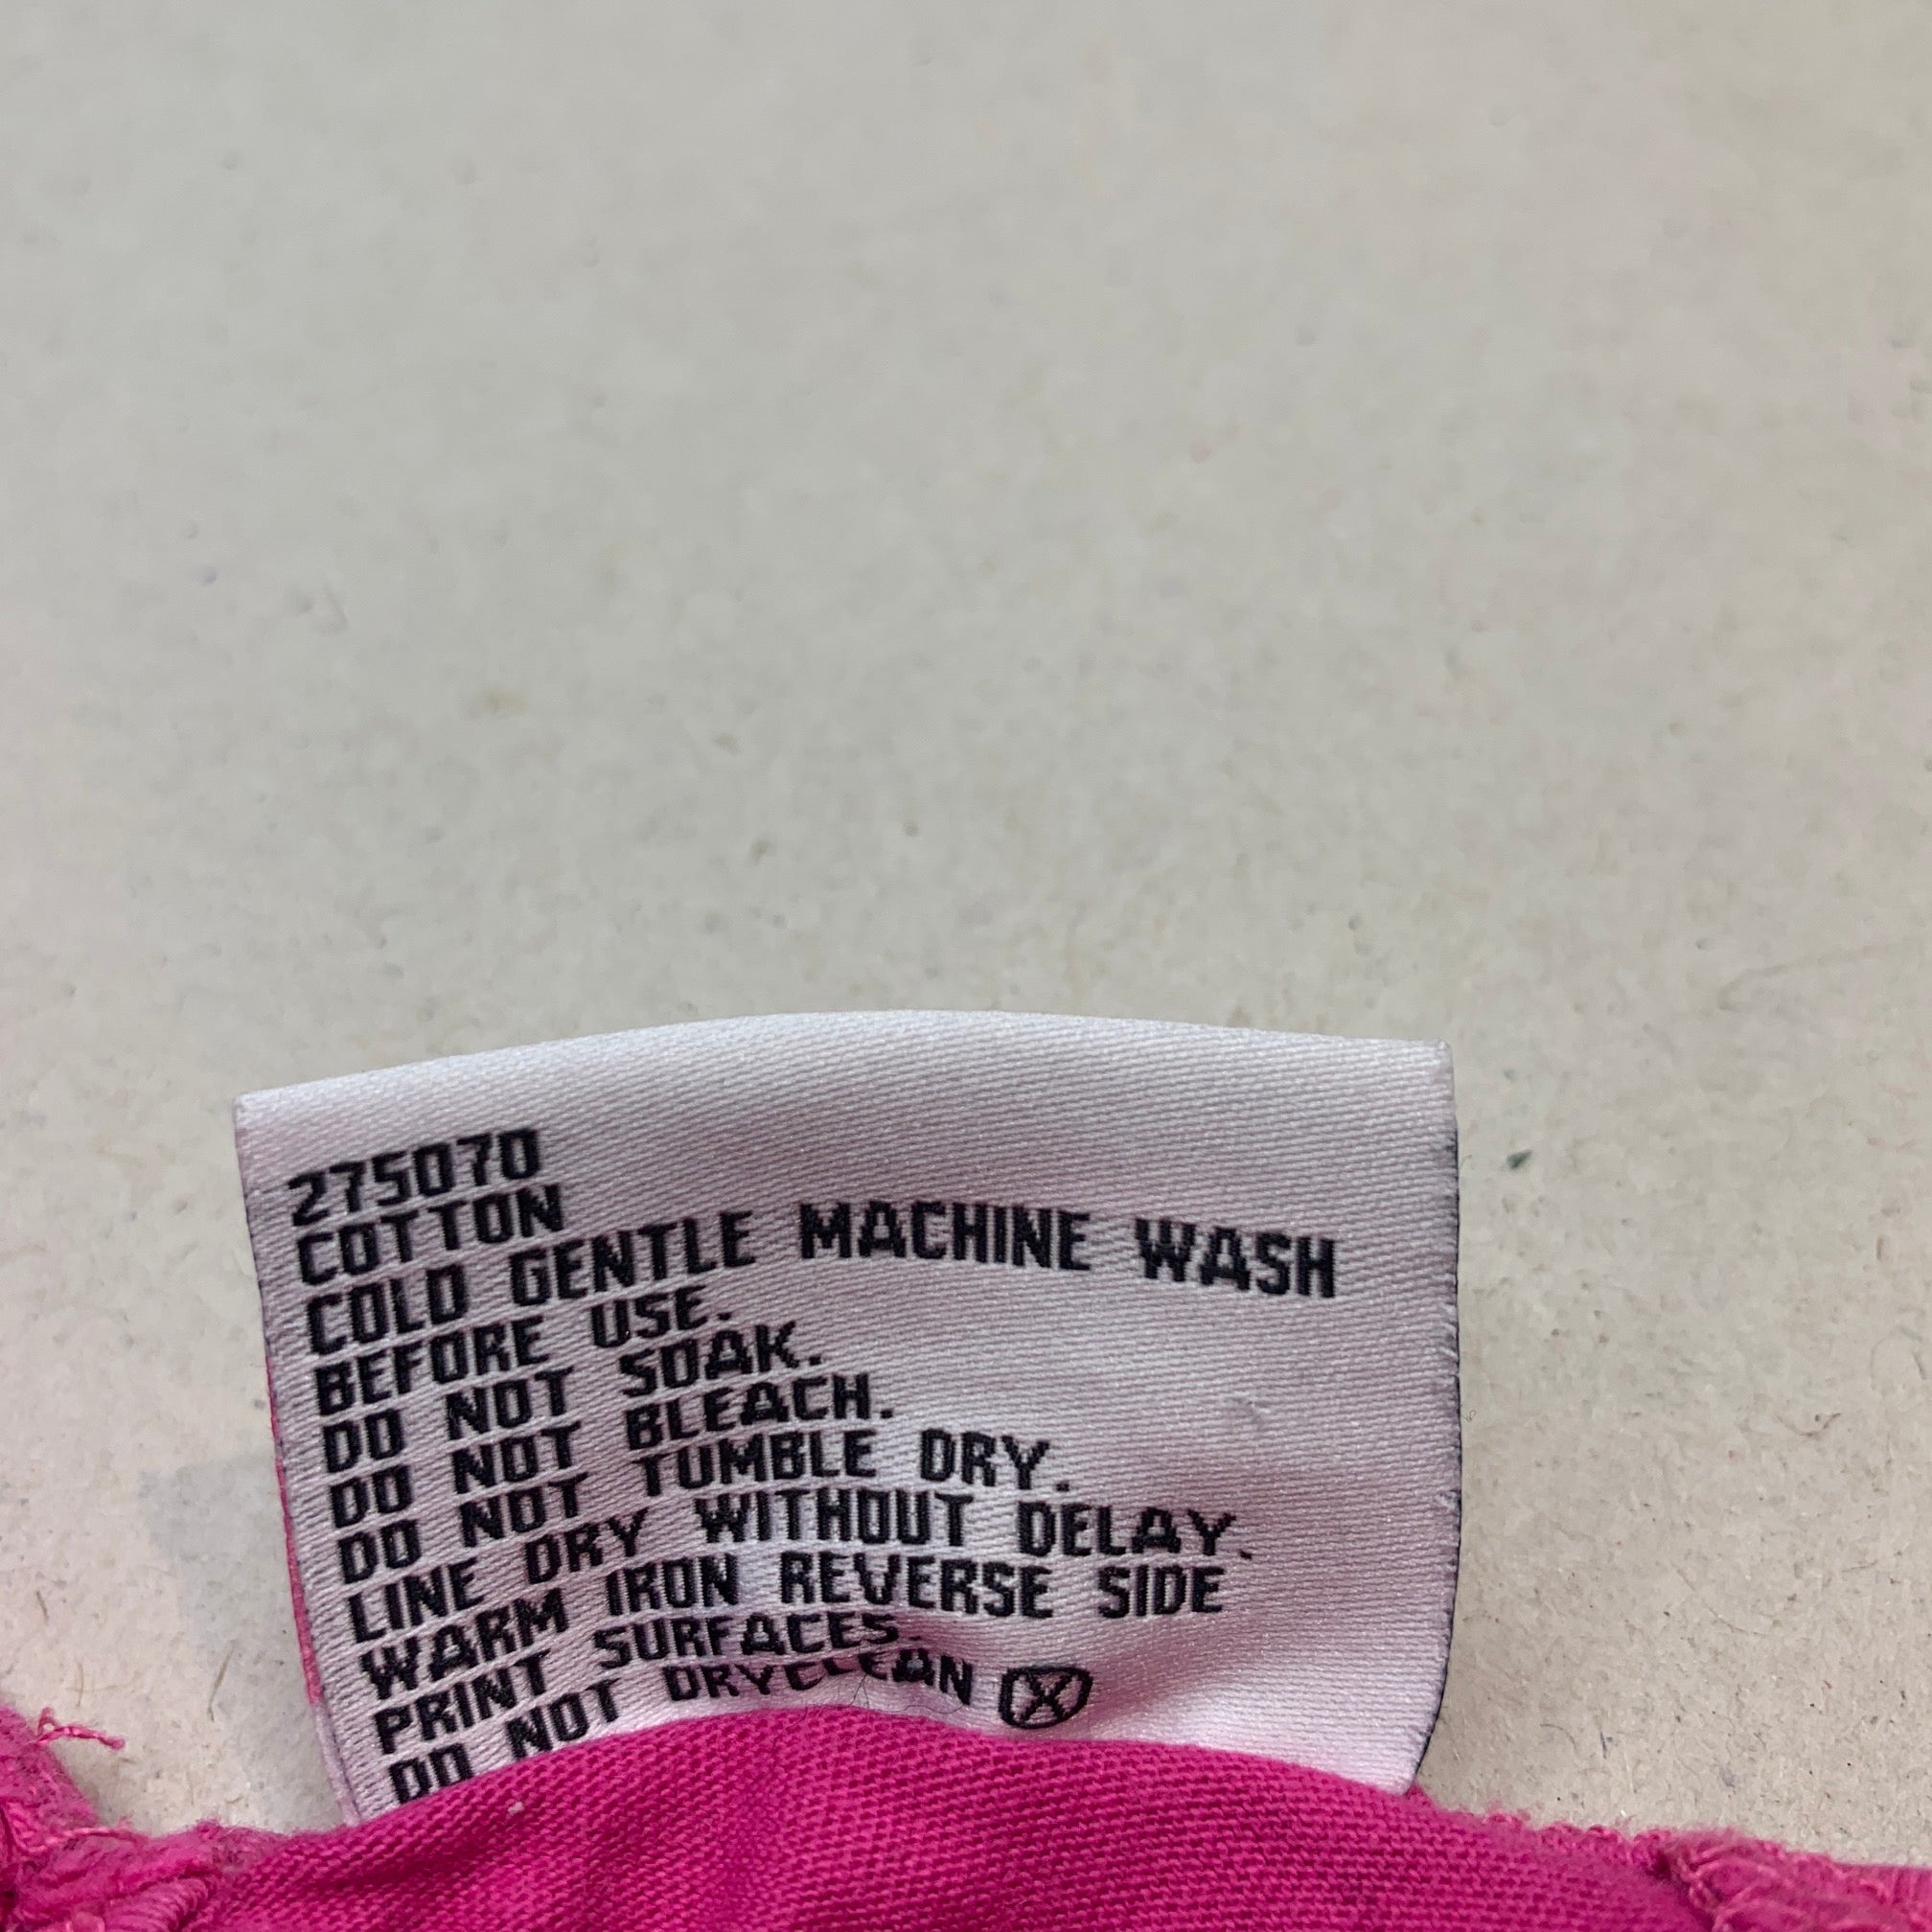 275070
COTTON
COLD GENTLE MACHINE WASH
BEFORE USE.
DO NOT SOAK.
DO NOT BLEACH.
DO NOT TUMBLE DRY.
LINE DRY WITHOUT DELAY.
WARM IRON REVERSE SIDE
PRINT SURFACES.
DO NOT DRYCLEAN